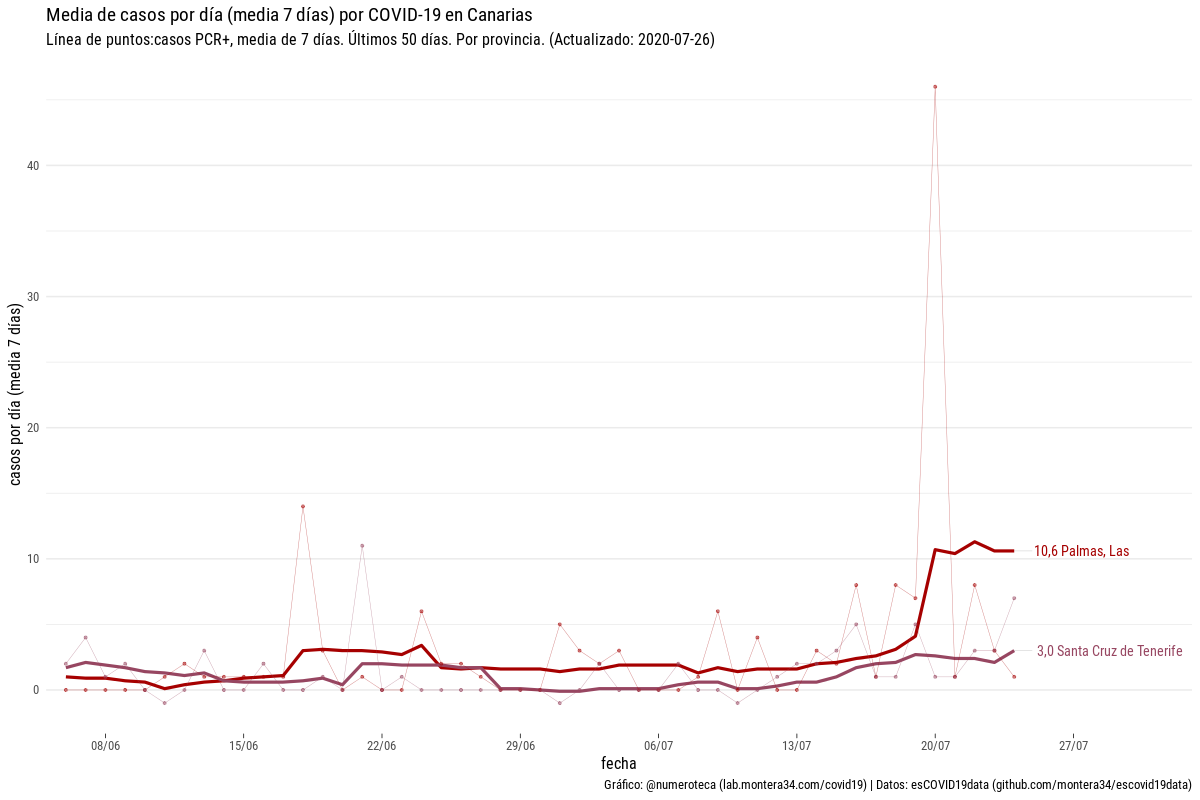 Media de casos por día (media 7 días) por COVID-19 en Canarias
Línea de puntos:casos PCR+, media de 7 días. Últimos 50 días. Por provincia. (Actualizado: 2020-07-26)
casos por día (media 7 días)
40
30
20
10
0
10,6 Palmas, Las
3,0 Santa Cruz de Tenerife
08/06
15/06
22/06
29/06
06/07
13/07
20/07
27/07
fecha
Gráfico: @numeroteca (lab.montera34.com/covid19) | Datos: esCOVID19data (github.com/montera34/escovid19data)